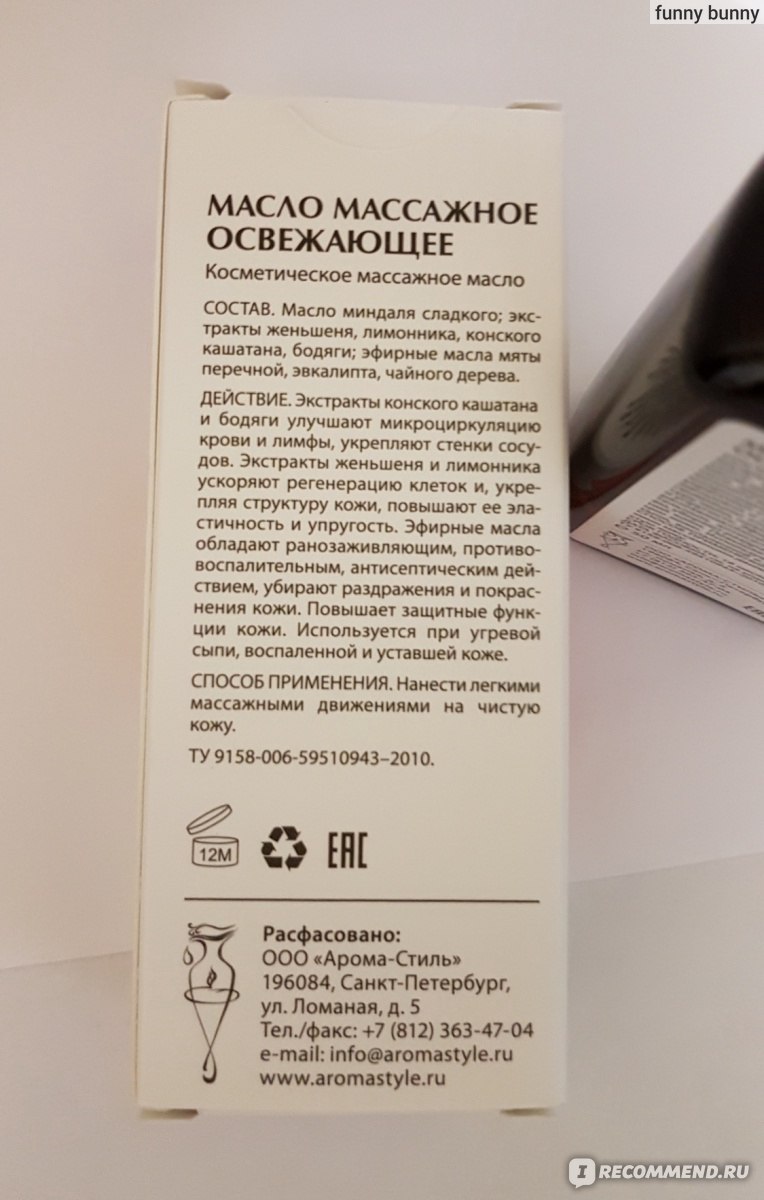 funny bunny
МАСЛО МАССАЖНОЕ
ОСВЕЖАЮЩЕЕ
Косметическое массажное масло
СОСТАВ. Масло миндаля сладкого; экс-
тракты женьшеня, лимонника, конского
кашатана, бодяги; эфирные масла мяты
перечной, эвкалипта, чайного дерева.
ДЕЙСТВИЕ. Экстракты конского кашатана
и бодяги улучшают микроциркуляцию
крови и лимфы, укрепляют стенки сосу-
дов. Экстракты женьшеня и лимонника
ускоряют регенерацию клеток и, укре-
пляя структуру кожи, повышают ее эла-
стичность и упругость. Эфирные масла
обладают ранозаживляющим, противо-
воспалительным, антисептическим дей-
ствием, убирают раздражения и покрас-
нения кожи. Повышает защитные функ-
ции кожи. Используется при угревой
сыпи, воспаленной и уставшей коже.
СПОСОБ ПРИМЕНЕНИЯ. Нанести легкими
массажными движениями на чистую
кожу.
ТУ 9158-006-59510943–2010.
12M
EAC
Расфасовано:
ООО «Арома-Стиль»
196084, Санкт-Петербург,
ул. Ломаная, д. 5
Тел./факс: +7 (812) 363-47-04
e-mail: info@aromastyle.ru
www.aromastyle.ru
I RECOMMEND.RU